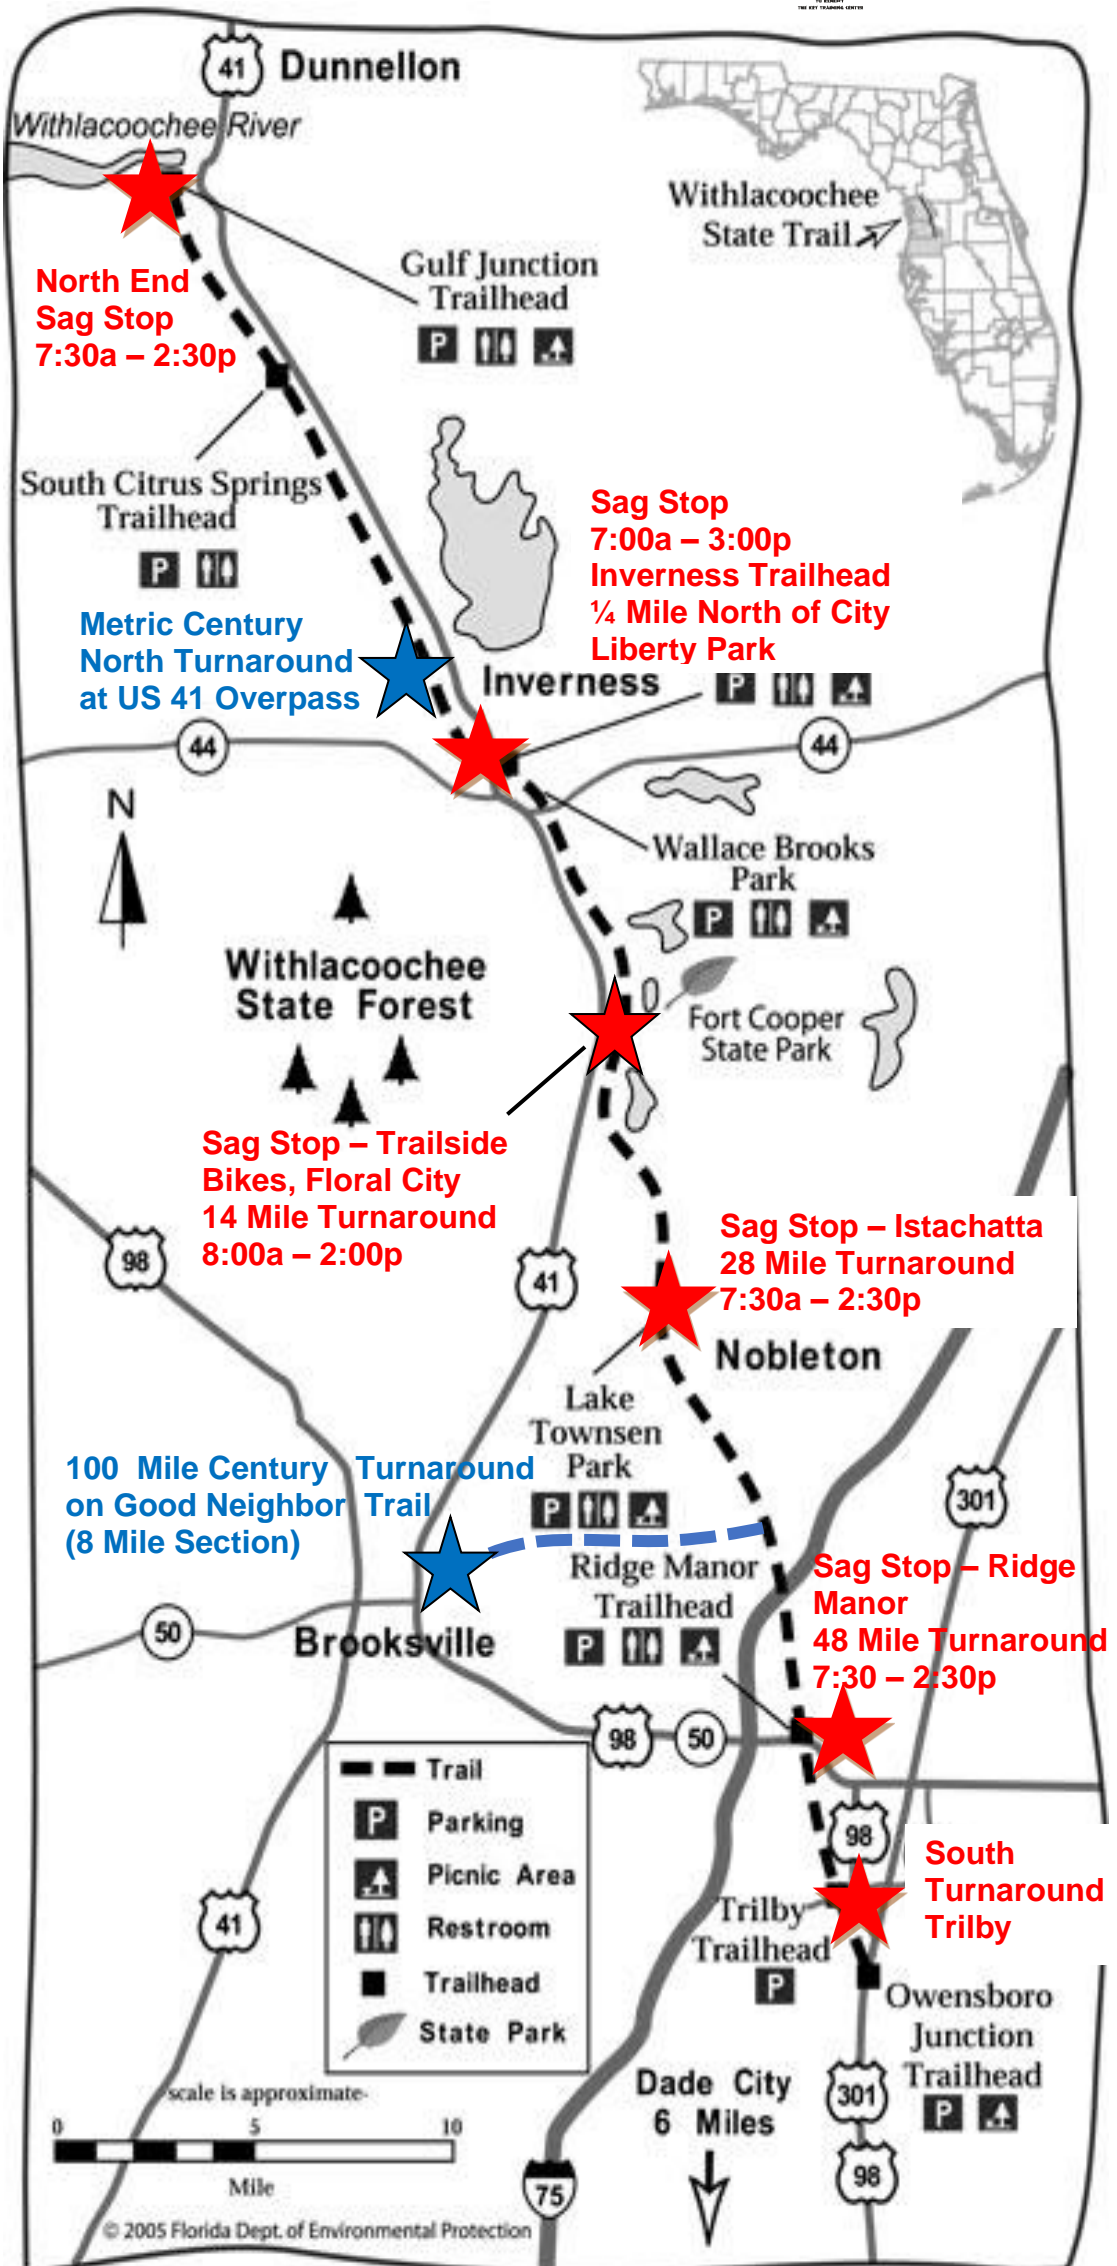 TO BENEFIT
THE KEY TRAINING CENTER
41
Dunnellon
Withlacoochee River
Withlacoochee
State Trail
Gulf Junction
Trailhead
P
North End
Sag Stop
7:30a – 2:30p
South Citrus Springs
Trailhead
P
Sag Stop
7:00a – 3:00p
Inverness Trailhead
¼ Mile North of City
Liberty Park
P
Metric Century
North Turnaround
at US 41 Overpass
Inverness
44
44
N
Wallace Brooks
Park
P
Withlacoochee
State Forest
Fort Cooper
State Park
Sag Stop – Trailside
Bikes, Floral City
14 Mile Turnaround
8:00a – 2:00p
98
41
Sag Stop – Istachatta
28 Mile Turnaround
7:30a – 2:30p
Nobleton
Lake
Townsen
Park
P
100 Mile Century Turnaround
on Good Neighbor Trail
(8 Mile Section)
301
Ridge Manor
Trailhead
P
Sag Stop – Ridge
Manor
48 Mile Turnaround
7:30 – 2:30p
50
Brooksville
98
50
98
Trail
P
Parking
Picnic Area
Restroom
Trailhead
State Park
41
South
Turnaround
Trilby
Trilby
Trailhead
P
Owensboro
Junction
Trailhead
P
Dade City
6 Miles
301
98
75
-scale is approximate-
0 5 10
Mile
© 2005 Florida Dept. of Environmental Protection